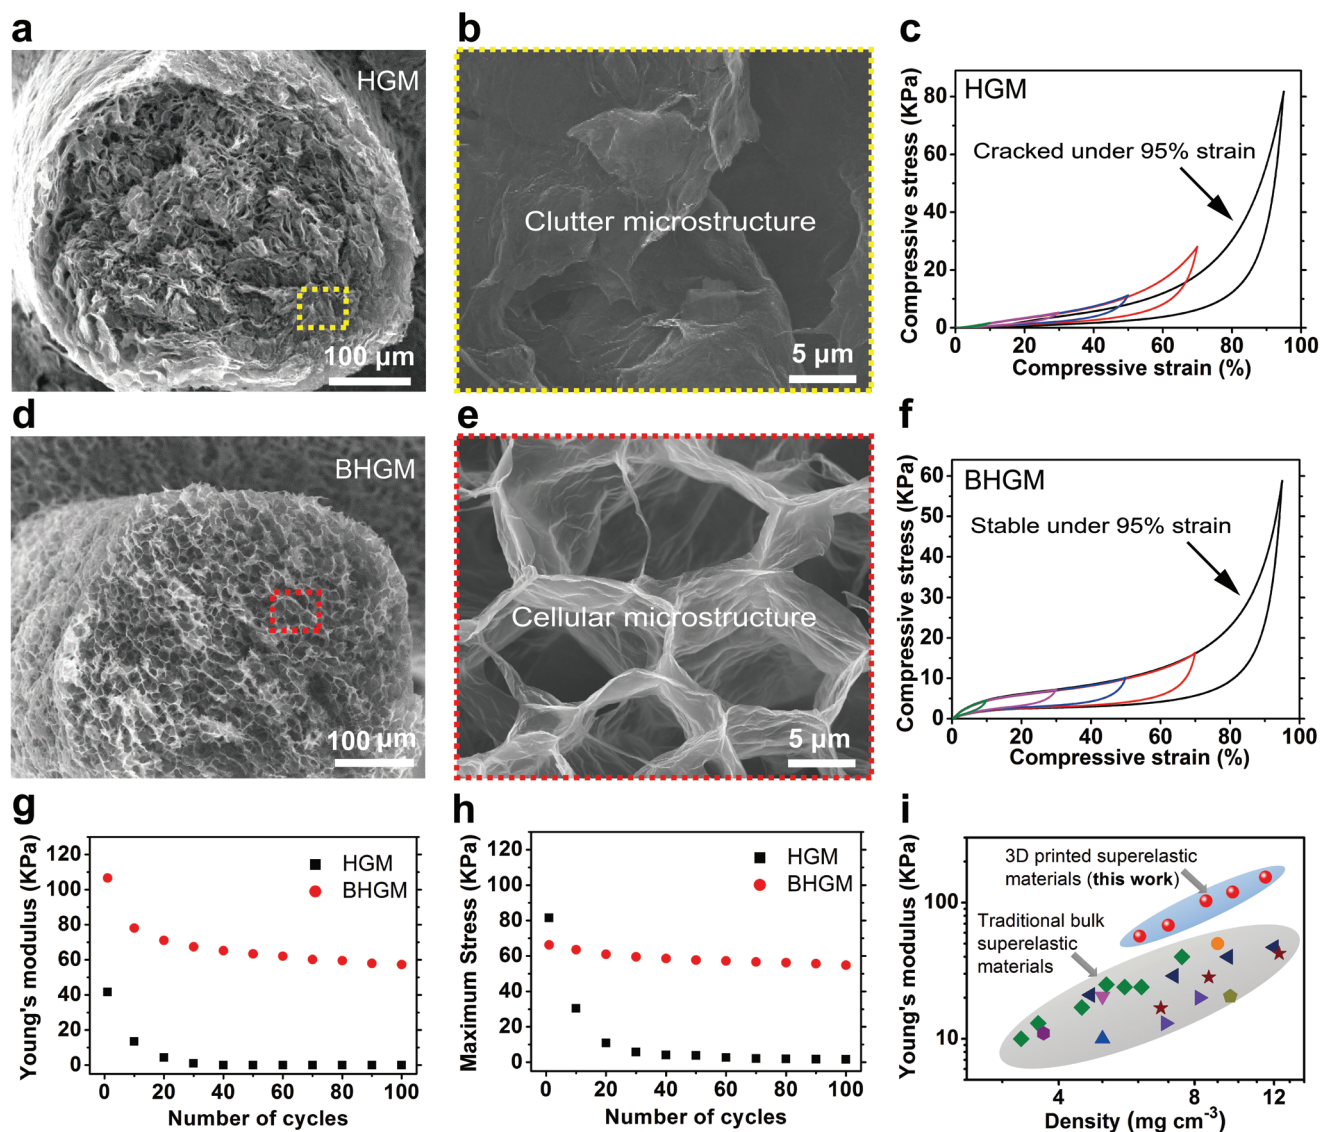 a
HGM
100 μm
b
Clutter microstructure
5 μm
c
HGM
Cracked under 95% strain
Compressive stress (KPa)
80
60
40
20
0
0 20 40 60 80 100
Compressive strain (%)
d
BHGM
100 μm
e
Cellular microstructure
5 μm
f
BHGM
Stable under 95% strain
Compressive stress (KPa)
60
50
40
30
20
10
0
0 20 40 60 80 100
Compressive strain (%)
g
HGM
BHGM
Young's modulus (KPa)
120
100
80
60
40
20
0
0 20 40 60 80 100
Number of cycles
h
HGM
BHGM
Maximum Stress (KPa)
120
100
80
60
40
20
0
0 20 40 60 80 100
Number of cycles
i
3D printed superelastic
materials (this work)
Traditional bulk
superelastic
materials
Young's modulus (KPa)
100
10
4 8 12
Density (mg cm⁻³)